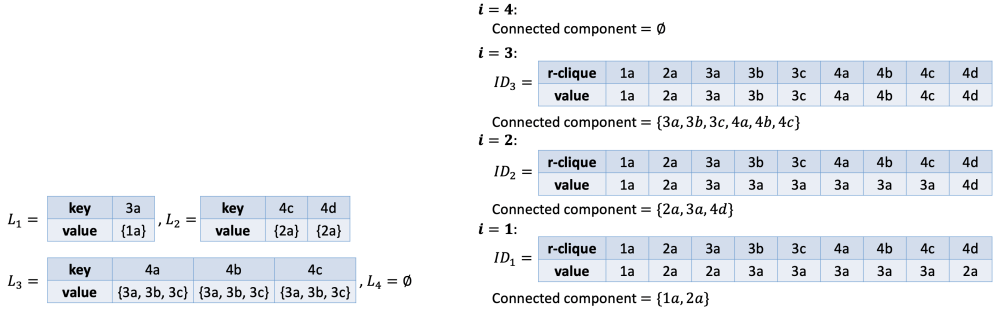 L₁ =
key 3a
value {1a}
, L₂ =
key 4c 4d
value {2a} {2a}
L₃ =
key 4a 4b 4c
value {3a, 3b, 3c} {3a, 3b, 3c} {3a, 3b, 3c}
, L₄ = ∅
i = 4:
Connected component = ∅
i = 3:
ID₃ =
r-clique 1a 2a 3a 3b 3c 4a 4b 4c 4d
value 1a 2a 3a 3b 3c 4a 4b 4c 4d
Connected component = {3a, 3b, 3c, 4a, 4b, 4c}
i = 2:
ID₂ =
r-clique 1a 2a 3a 3b 3c 4a 4b 4c 4d
value 1a 2a 3a 3a 3a 3a 3a 3a 4d
Connected component = {2a, 3a, 4d}
i = 1:
ID₁ =
r-clique 1a 2a 3a 3b 3c 4a 4b 4c 4d
value 1a 2a 2a 3a 3a 3a 3a 3a 2a
Connected component = {1a, 2a}